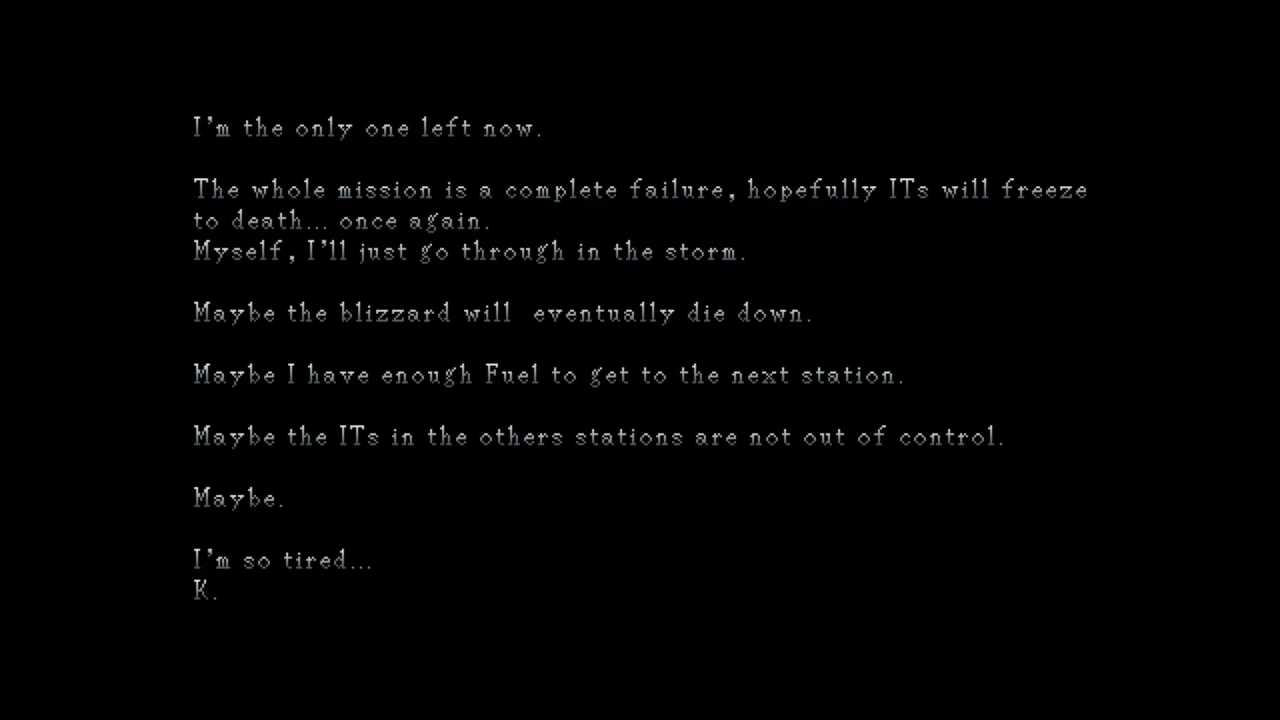 I'm the only one left now.
The whole mission is a complete failure, hopefully ITs will freeze
to death... once again.
Myself, I'll just go through in the storm.
Maybe the blizzard will  eventually die down.
Maybe I have enough Fuel to get to the next station.
Maybe the ITs in the others stations are not out of control.
Maybe.
I'm so tired...
K.